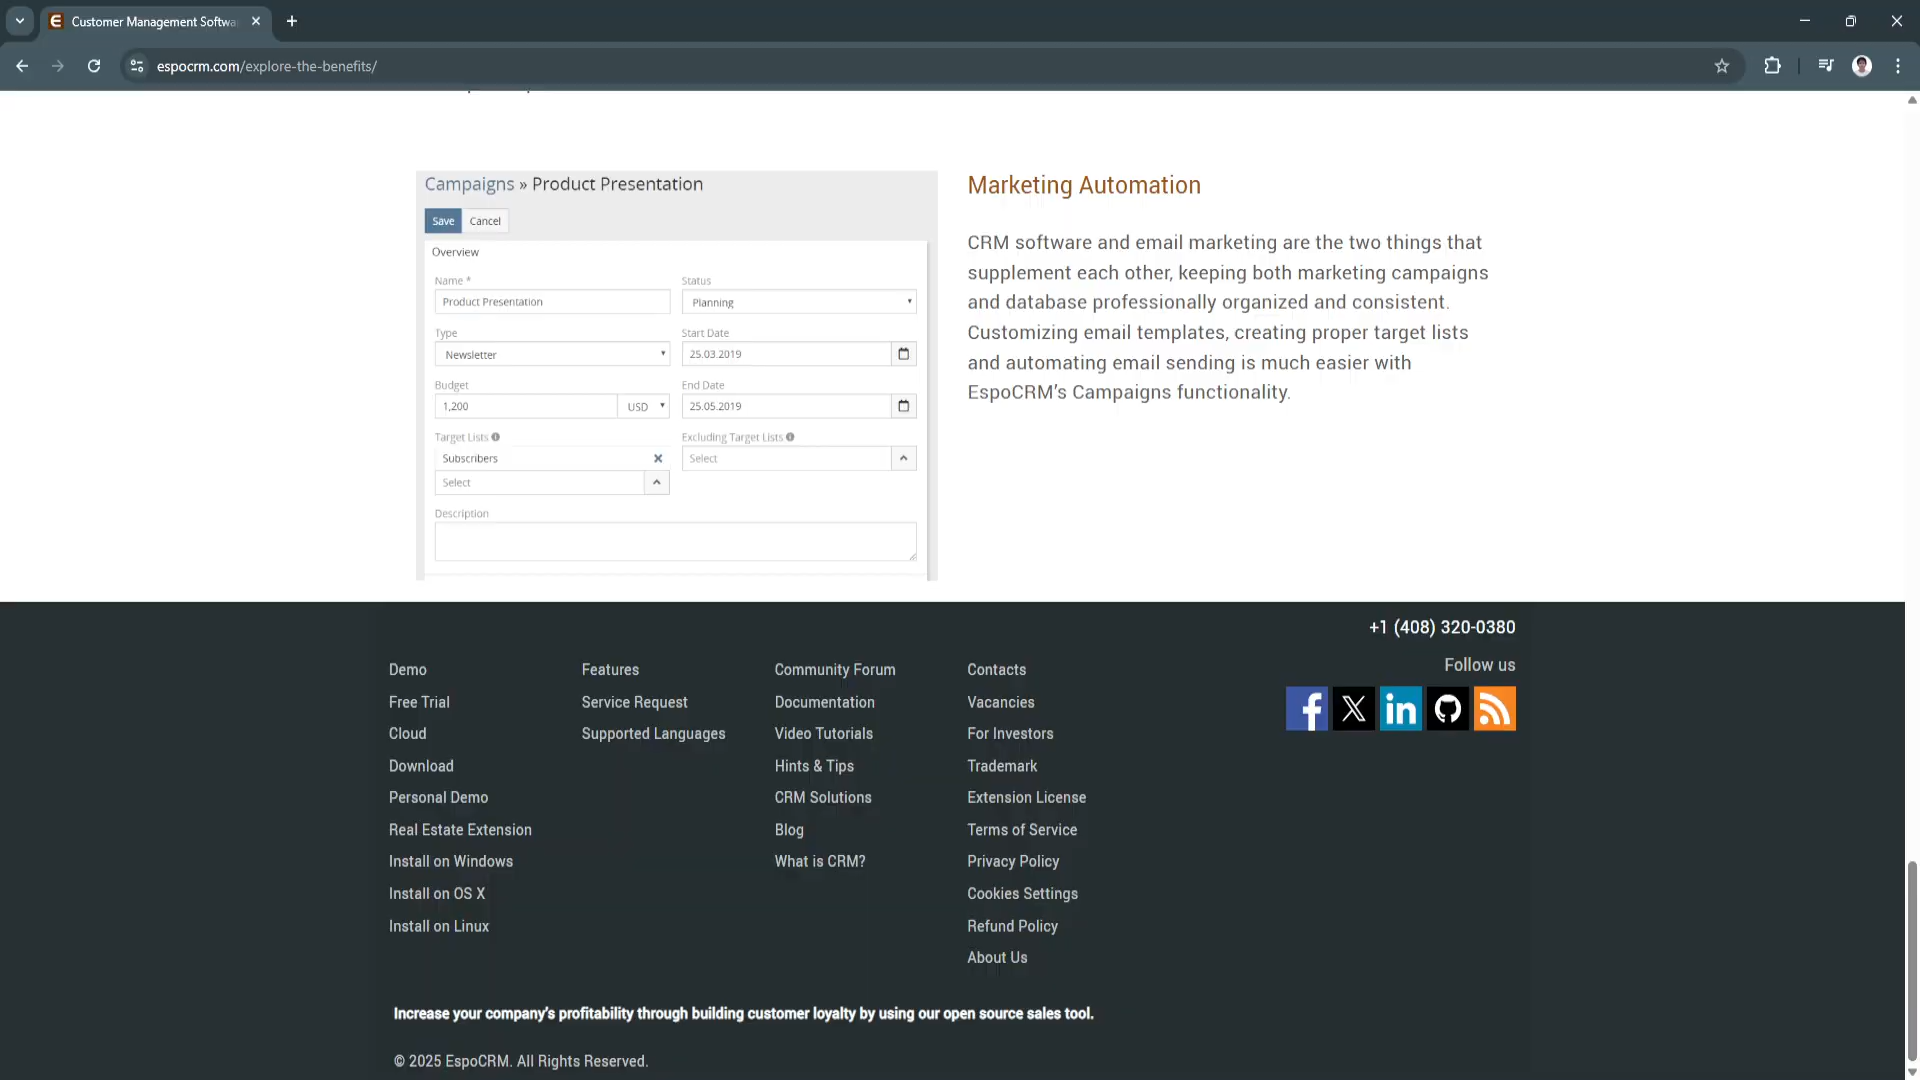 Customer Management Softwa
espocrm.com/explore-the-benefits/
Campaigns » Product Presentation
Save Cancel
Overview
Name * Status
Product Presentation Planning
Type Start Date
Newsletter 25.03.2019
Budget End Date
1,200 USD 25.05.2019
Target Lists Excluding Target Lists
Subscribers Select
Select
Description
Marketing Automation
CRM software and email marketing are the two things that
supplement each other, keeping both marketing campaigns
and database professionally organized and consistent.
Customizing email templates, creating proper target lists
and automating email sending is much easier with
EspoCRM’s Campaigns functionality.
+1 (408) 320-0380
Follow us
Demo
Free Trial
Cloud
Download
Personal Demo
Real Estate Extension
Install on Windows
Install on OS X
Install on Linux
Features
Service Request
Supported Languages
Community Forum
Documentation
Video Tutorials
Hints & Tips
CRM Solutions
Blog
What is CRM?
Contacts
Vacancies
For Investors
Trademark
Extension License
Terms of Service
Privacy Policy
Cookies Settings
Refund Policy
About Us
Increase your company's profitability through building customer loyalty by using our open source sales tool.
© 2025 EspoCRM. All Rights Reserved.